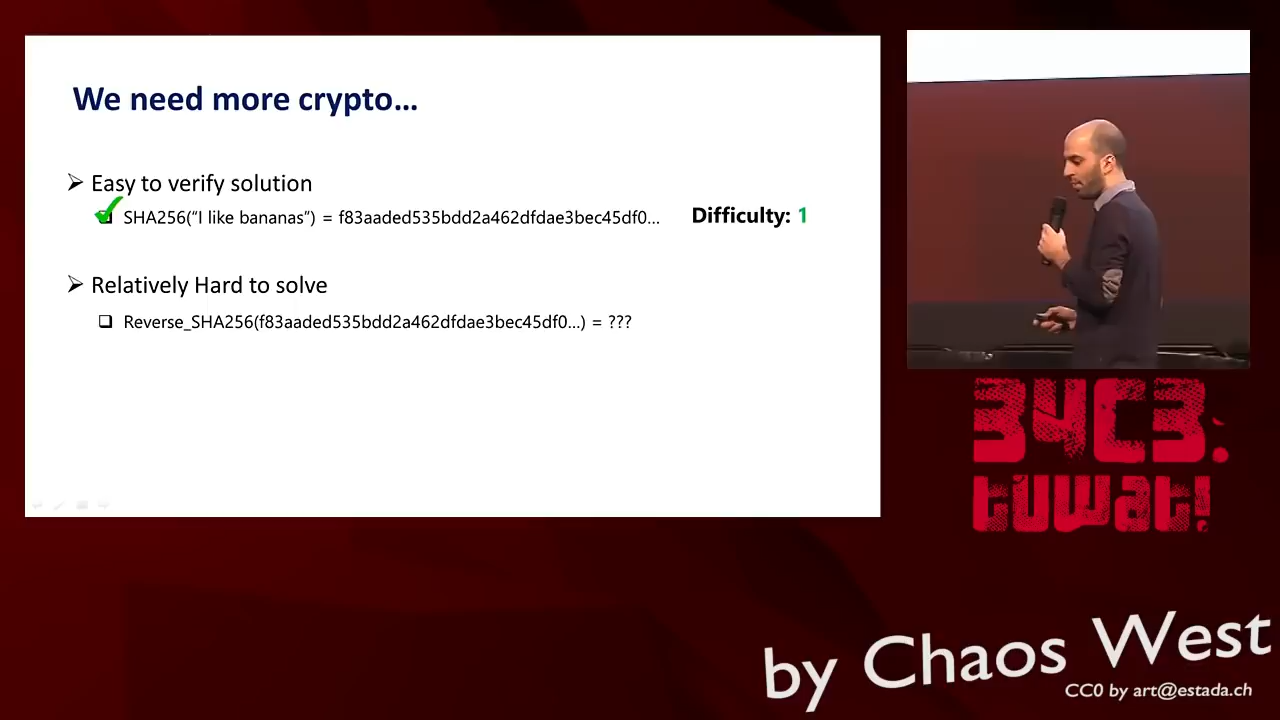 We need more crypto...
Easy to verify solution
SHA256(“I like bananas”) = f83aaded535bdd2a462dfdae3bec45df0...
Difficulty: 1
Relatively Hard to solve
Reverse_SHA256(f83aaded535bdd2a462dfdae3bec45df0...) = ???
34C3:
tuwat!
by Chaos West
CC0 by art@estada.ch